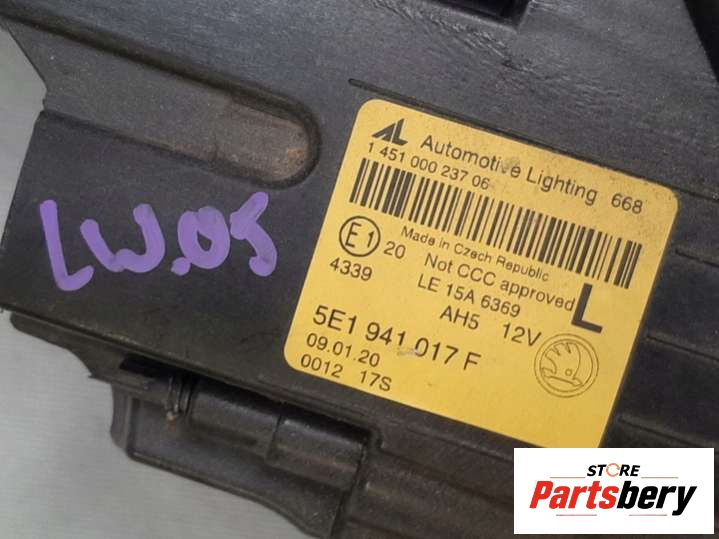 LW.05
AL Automotive Lighting 668
1 451 000 237 06
E1 20
4339
Made in Czech Republic
Not CCC approved
LE 15A 6369
AH5 12V
L
5E1 941 017 F
09.01.20
0012 17S
STORE
Partsbery